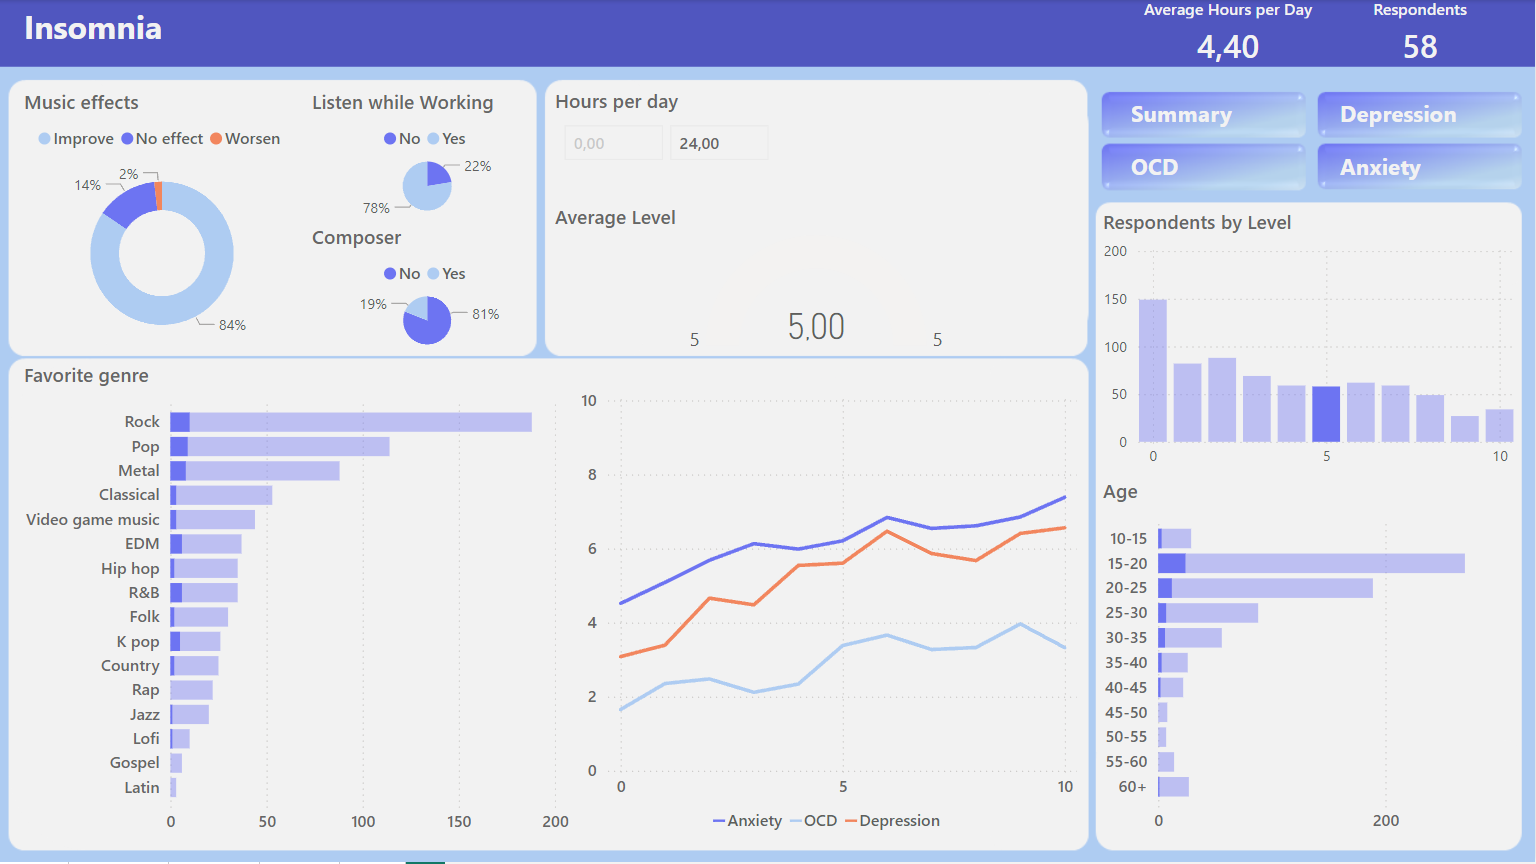 Insomnia
Average Hours per Day
4,40
Respondents
58
Music effects
Improve No effect Worsen
2%
14%
84%
Listen while Working
No Yes
22%
78%
Composer
No Yes
19%
81%
Hours per day
0,00
24,00
Average Level
5
5,00
5
Summary
Depression
OCD
Anxiety
Respondents by Level
200
150
100
50
0
0 5 10
Favorite genre
Rock
Pop
Metal
Classical
Video game music
EDM
Hip hop
R&B
Folk
K pop
Country
Rap
Jazz
Lofi
Gospel
Latin
0 50 100 150 200
10
8
6
4
2
0
0 5 10
Anxiety OCD Depression
Age
10-15
15-20
20-25
25-30
30-35
35-40
40-45
45-50
50-55
55-60
60+
0 200